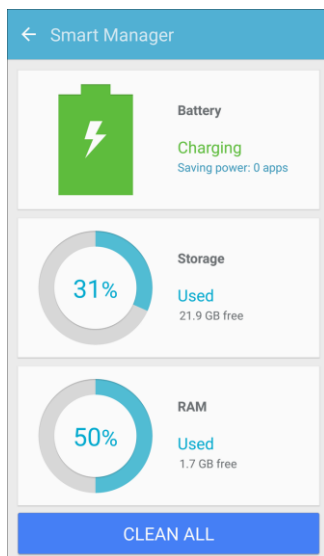 Smart Manager
Battery
Charging
Saving power: 0 apps
31%
Storage
Used
21.9 GB free
50%
RAM
Used
1.7 GB free
CLEAN ALL